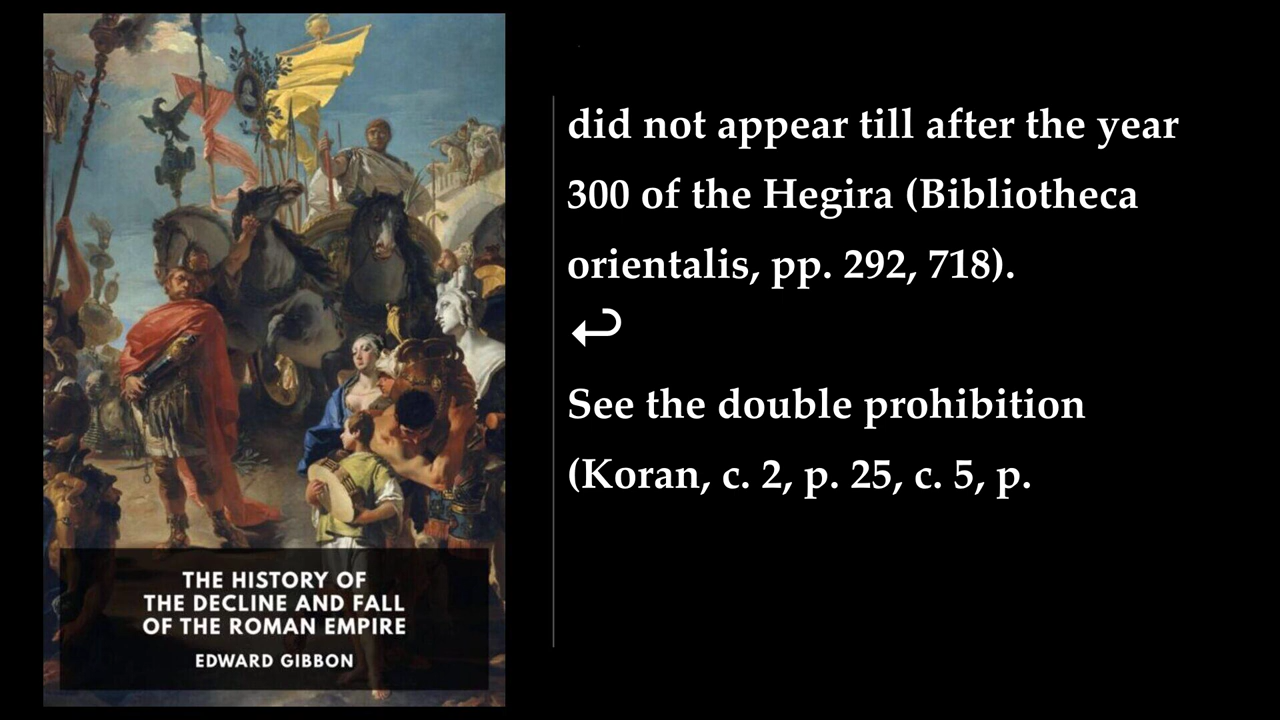 did not appear till after the year
300 of the Hegira (Bibliotheca
orientalis, pp. 292, 718).
↩
See the double prohibition
(Koran, c. 2, p. 25, c. 5, p.
THE HISTORY OF
THE DECLINE AND FALL
OF THE ROMAN EMPIRE
EDWARD GIBBON